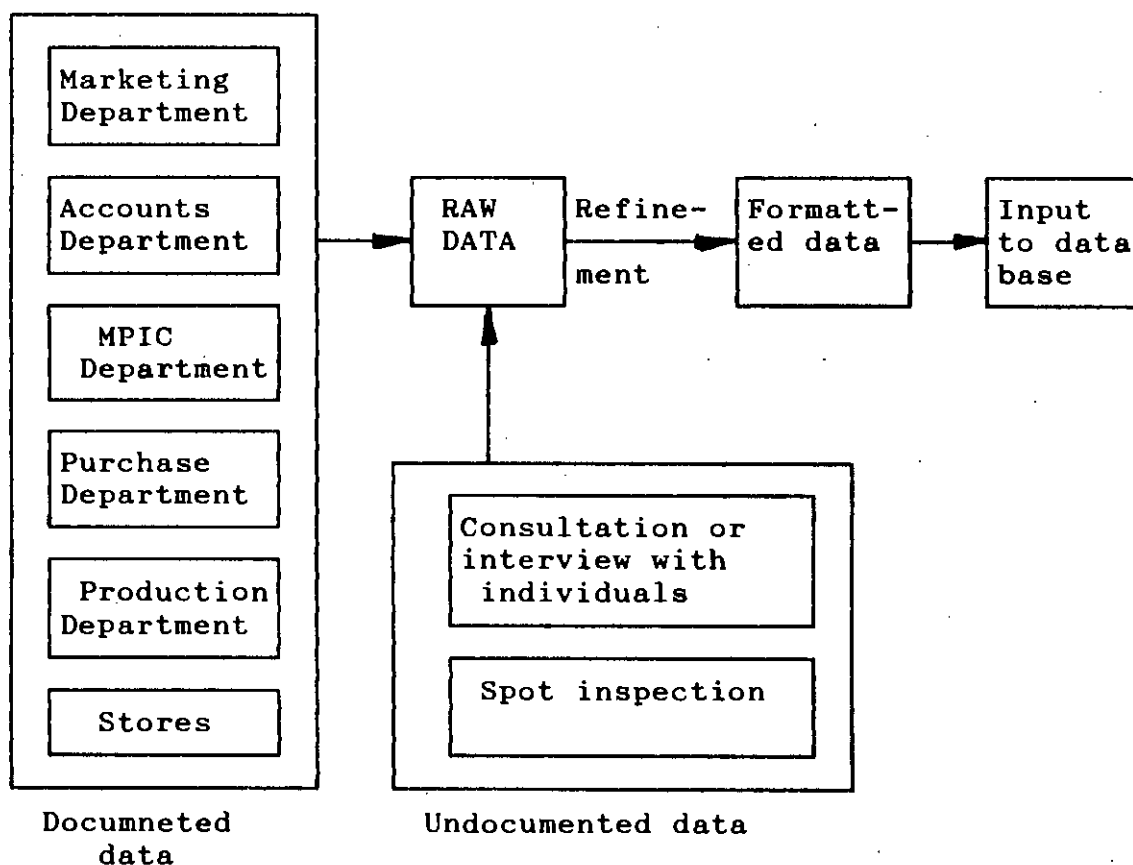 Marketing
Department
Accounts
Department
MPIC
Department
Purchase
Department
Production
Department
Stores
Documneted
data
RAW
DATA
Refine-
ment
Formatt-
ed data
Input
to data
base
Consultation or
interview with
individuals
Spot inspection
Undocumented data